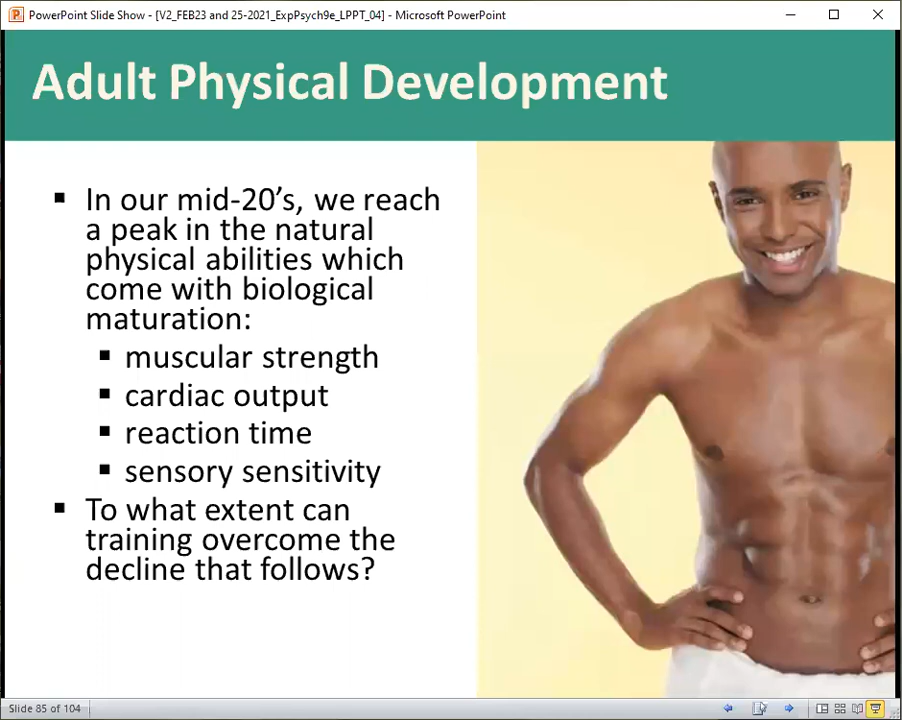 PowerPoint Slide Show - [V2_FEB23 and 25-2021_ExpPsych9e_LPPT_04] - Microsoft PowerPoint
Adult Physical Development
▪ In our mid-20’s, we reach
a peak in the natural
physical abilities which
come with biological
maturation:
▪ muscular strength
▪ cardiac output
▪ reaction time
▪ sensory sensitivity
▪ To what extent can
training overcome the
decline that follows?
Slide 85 of 104